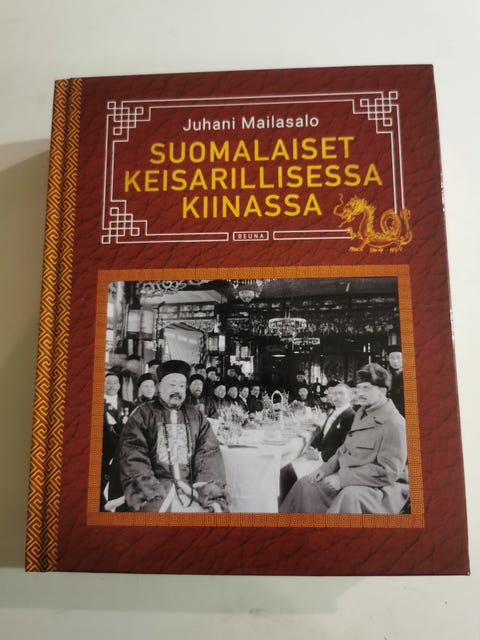 Juhani Mailasalo
SUOMALAISET
KEISARILLISESSA
KIINASSA
REUNA